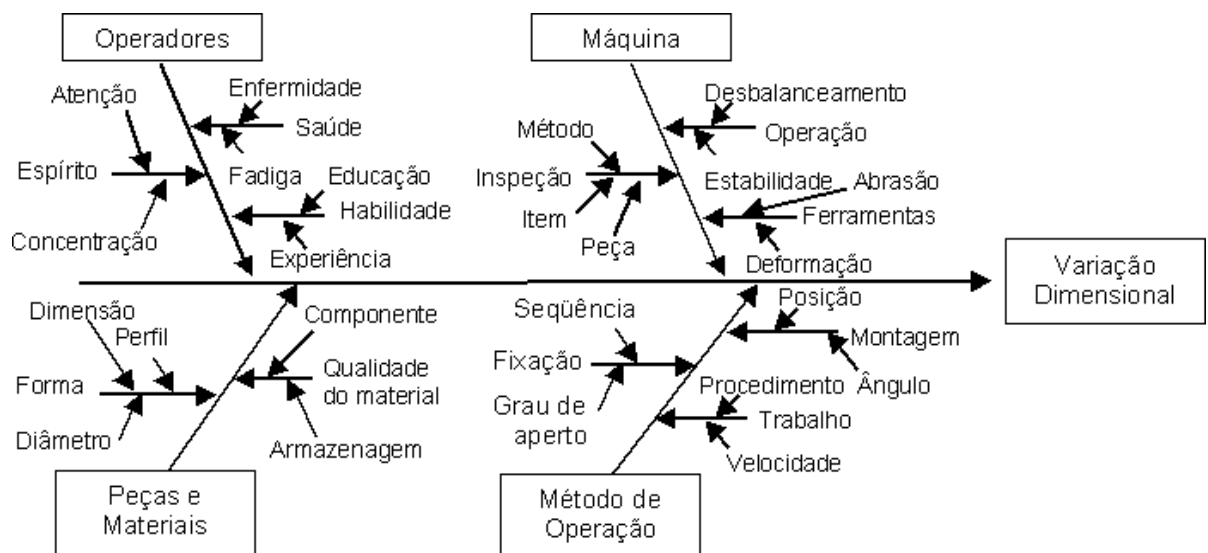 Operadores
Máquina
Enfermidade
Atenção
Saúde
Desbalanceamento
Operação
Método
Espírito
Fadiga
Educação
Habilidade
Inspeção
Estabilidade
Abrasão
Item
Ferramentas
Concentração
Peça
Experiência
Deformação
Variação
Dimensional
Dimensão
Componente
Seqüência
Posição
Perfil
Montagem
Forma
Qualidade
do material
Fixação
Procedimento
Ângulo
Diâmetro
Armazenagem
Grau de
aperto
Trabalho
Velocidade
Peças e
Materiais
Método de
Operação